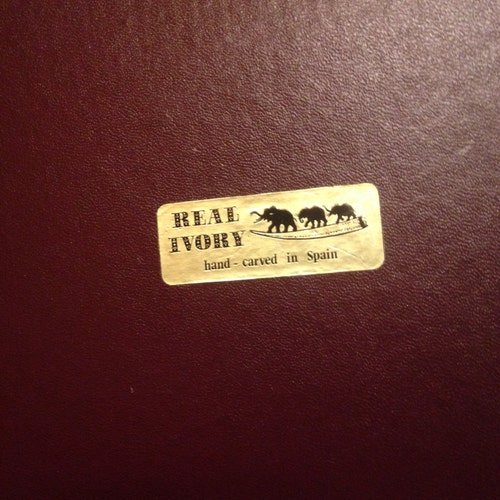 REAL
IVORY
hand - carved in Spain